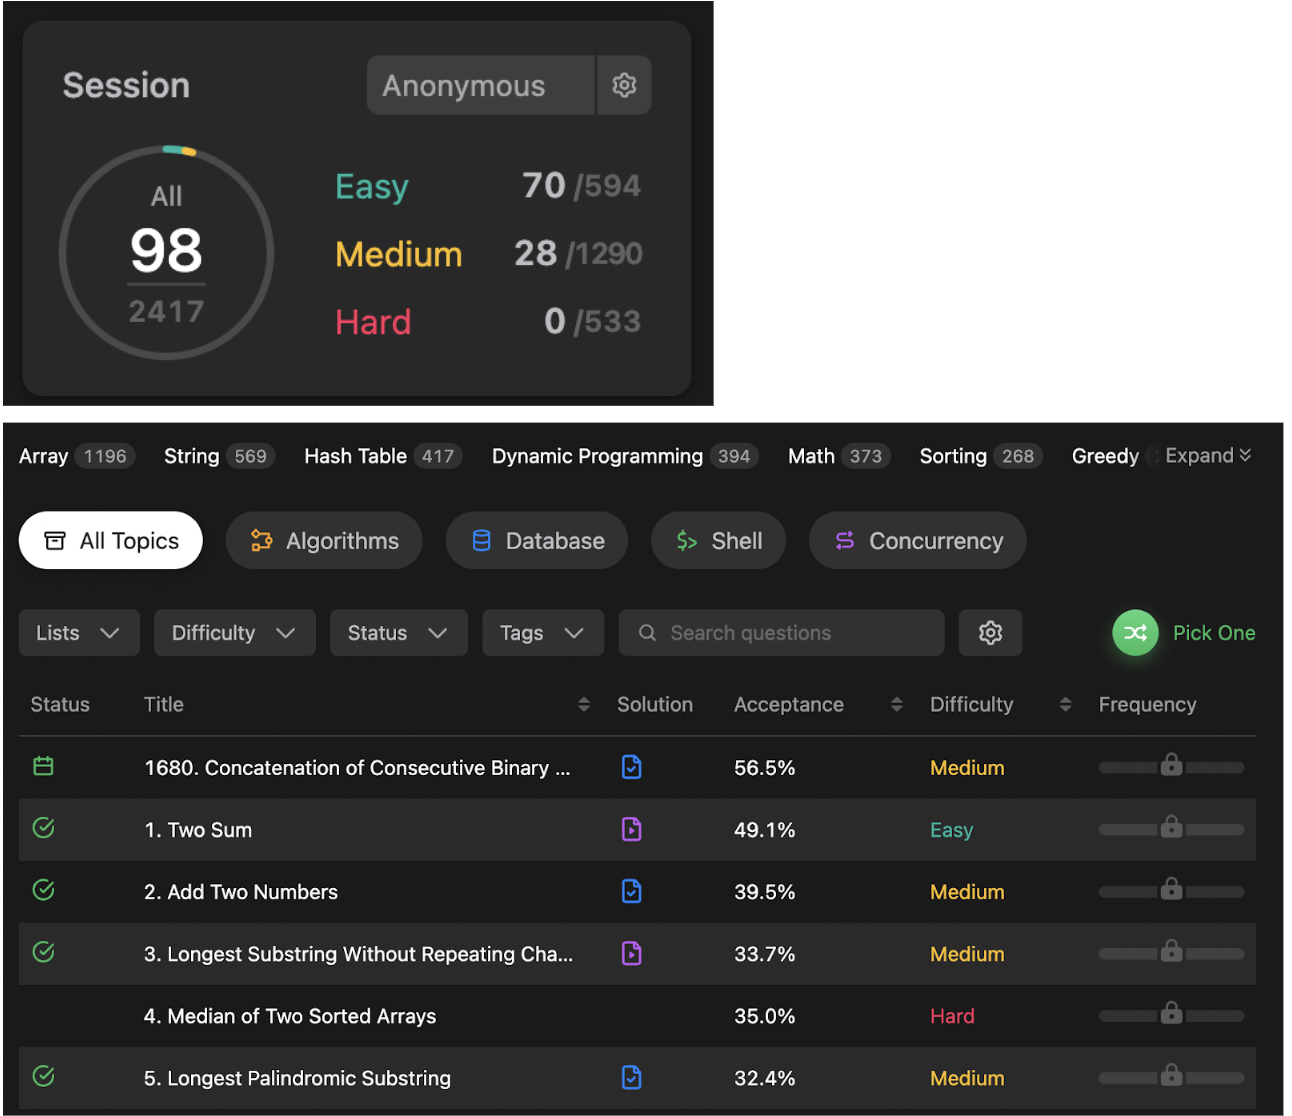 Session Anonymous
All
98
2417
Easy 70 /594
Medium 28 /1290
Hard 0 /533
Array 1196 String 569 Hash Table 417 Dynamic Programming 394 Math 373 Sorting 268 Greedy Expand
All Topics Algorithms Database $> Shell Concurrency
Lists Difficulty Status Tags Search questions Pick One
Status Title Solution Acceptance Difficulty Frequency
1680. Concatenation of Consecutive Binary ... 56.5% Medium
1. Two Sum 49.1% Easy
2. Add Two Numbers 39.5% Medium
3. Longest Substring Without Repeating Cha... 33.7% Medium
4. Median of Two Sorted Arrays 35.0% Hard
5. Longest Palindromic Substring 32.4% Medium